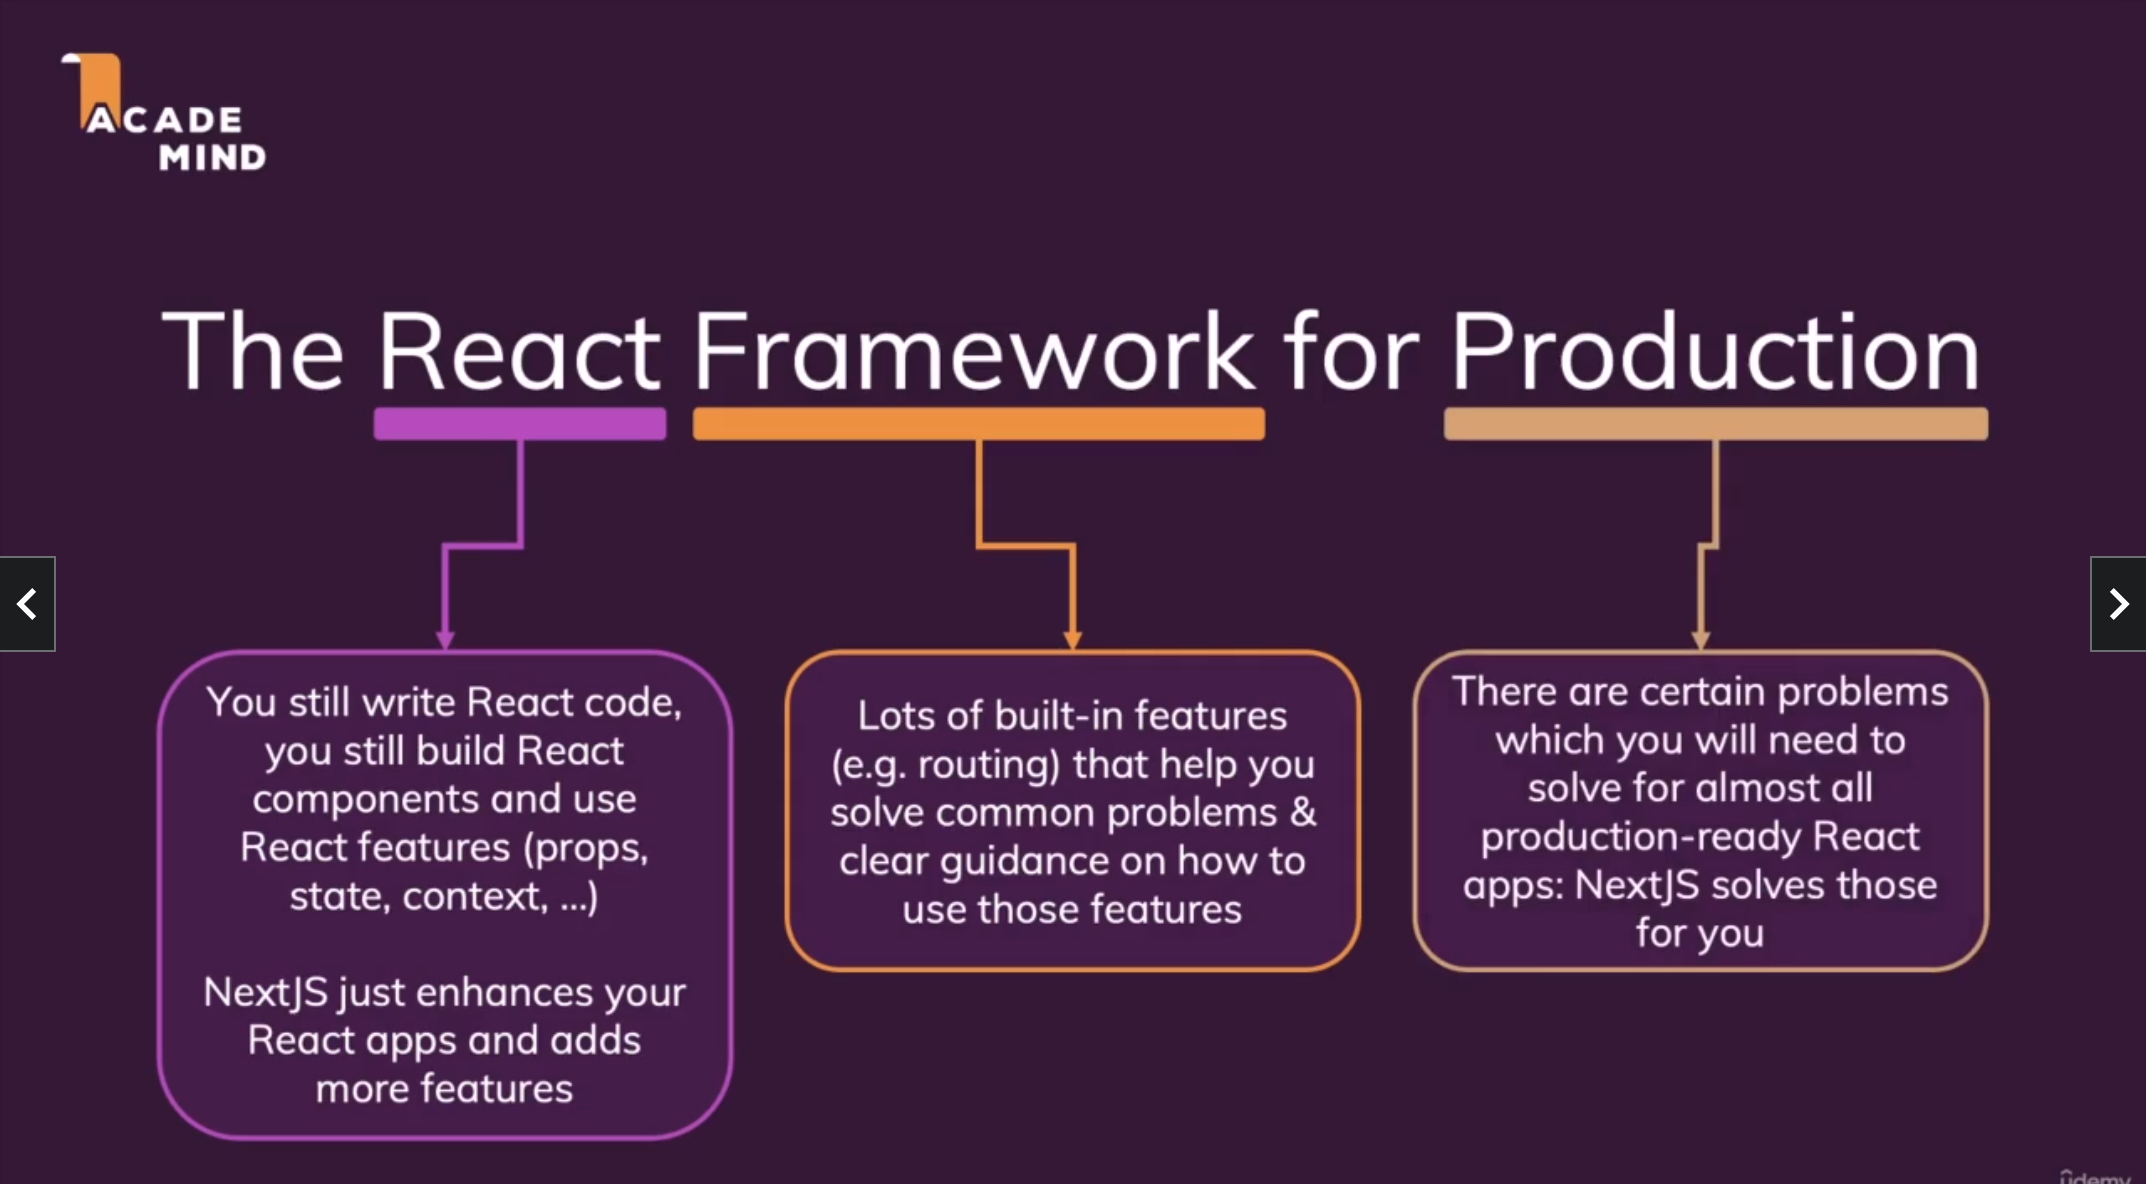 ACADE
MIND
The React Framework for Production
You still write React code,
you still build React
components and use
React features (props,
state, context, ...)
NextJS just enhances your
React apps and adds
more features
Lots of built-in features
(e.g. routing) that help you
solve common problems &
clear guidance on how to
use those features
There are certain problems
which you will need to
solve for almost all
production-ready React
apps: NextJS solves those
for you
udemy